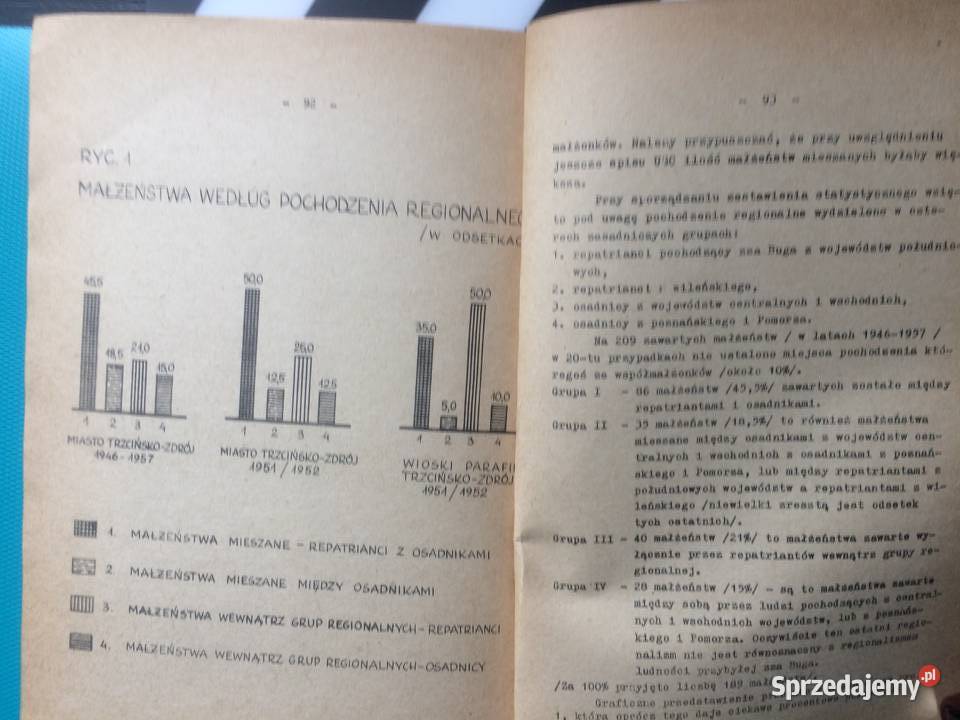 = 92 =
RYC. 1
MAŁŻEŃSTWA WEDŁUG POCHODZENIA REGIONALNEG
/W ODSETKAC
45,5 18,5 21,0 15,0
1 2 3 4
MIASTO TRZCIŃSKO-ZDRÓJ
1946 - 1957
50,0 12,5 25,0 12,5
1 2 3 4
MIASTO TRZCIŃSKO-ZDRÓJ
1951 / 1952
35,0 5,0 50,0 10,0
1 2 3 4
WIOSKI PARAFII
TRZCIŃSKO-ZDRÓJ
1951 / 1952
1. MAŁŻEŃSTWA MIESZANE - REPATRIANCI Z OSADNIKAMI
2. MAŁŻEŃSTWA MIESZANE MIĘDZY OSADNIKAMI
3. MAŁŻEŃSTWA WEWNĄTRZ GRUP REGIONALNYCH - REPATRIANCI
4. MAŁŻEŃSTWA WEWNĄTRZ GRUP REGIONALNYCH - OSADNICY
= 93 =
małżonków. Należy przypuszczać, że przy uwzględnieniu
jeszcze spisu USC ilość małżeństw mieszanych byłaby wię-
ksza.
Przy sporządzaniu zestawienia statystycznego wzię-
to pod uwagę pochodzenie regionalne wydzielone w czte-
rech zasadniczych grupach:
1. repatrianci pochodzący zza Buga z województw południo-
wych,
2. repatrianci z wileńskiego,
3. osadnicy z województw centralnych i wschodnich,
4. osadnicy z poznańskiego i Pomorza.
Na 209 zawartych małżeństw / w latach 1946-1957 /
w 20-tu przypadkach nie ustalono miejsca pochodzenia któ-
regoś ze współmałżonków /około 10%/.
Grupa I - 86 małżeństw /45,5%/ zawartych zostało między
repatriantami i osadnikami.
Grupa II - 35 małżeństw /18,5%/ to również małżeństwa
mieszane między osadnikami z województw cen-
tralnych i wschodnich z osadnikami z poznań-
skiego i Pomorza, lub między repatriantami z
południowych województw a repatriantami z wi-
leńskiego /niewielki zresztą jest odsetek
tych ostatnich/.
Grupa III - 40 małżeństw /21%/ to małżeństwa zawarte wy-
łącznie przez repatriantów wewnątrz grupy re-
gionalnej.
Grupa IV - 28 małżeństw /15%/ - są to małżeństwa zawarte
między sobą przez ludzi pochodzących z central-
nych i wschodnich województw, lub z poznańs-
kiego i Pomorza. Oczywiście ten ostatni regio-
nalizm nie jest równoznaczny z regionalizmem
ludności przybyłej zza Buga.
/Za 100% przyjęto liczbę 189 małżeństw
Graficzne przedstawienie
1, która oprócz tego daje ciekawe procentowe
Sprzedajemy.pl